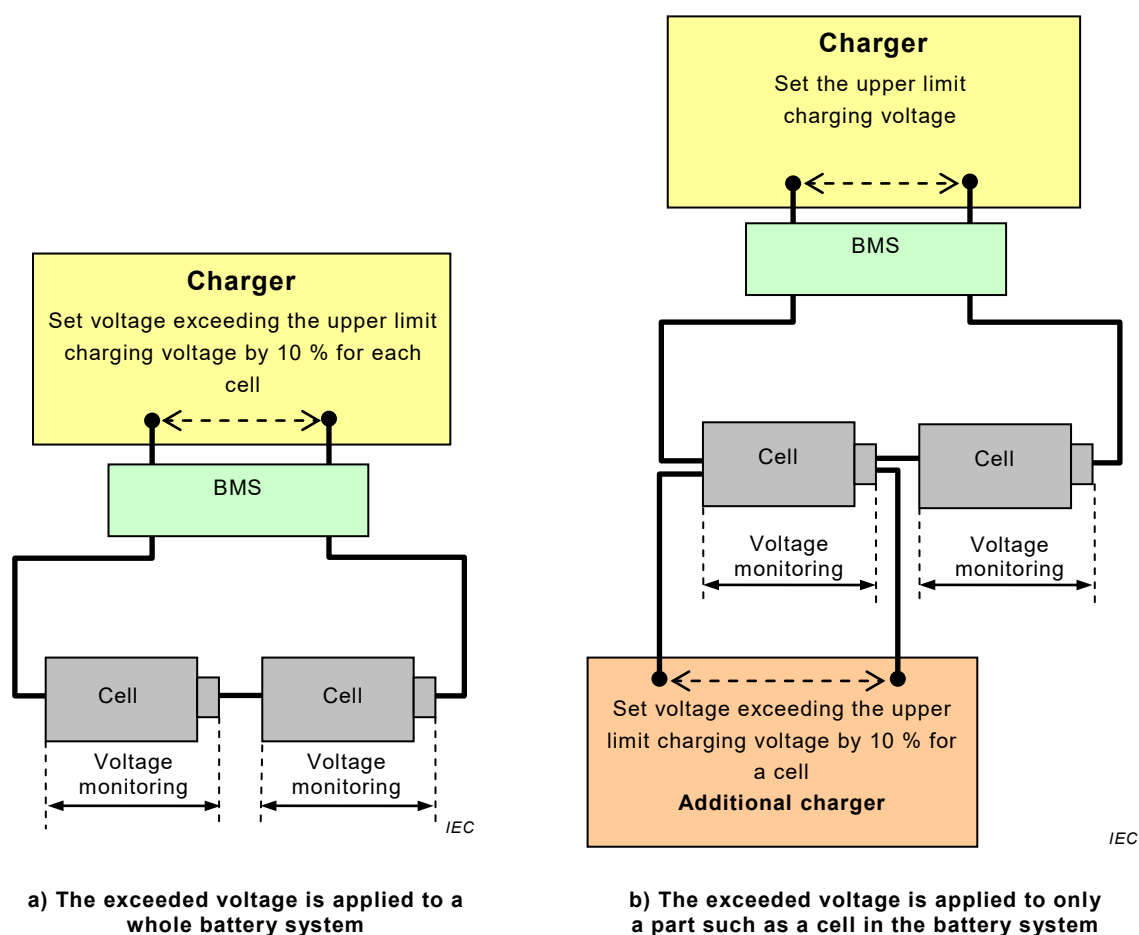 Charger
Set voltage exceeding the upper limit
charging voltage by 10 % for each
cell
BMS
Cell
Cell
Voltage
monitoring
Voltage
monitoring
IEC
a) The exceeded voltage is applied to a
whole battery system
Charger
Set the upper limit
charging voltage
BMS
Cell
Cell
Voltage
monitoring
Voltage
monitoring
Set voltage exceeding the upper
limit charging voltage by 10 % for
a cell
Additional charger
IEC
b) The exceeded voltage is applied to only
a part such as a cell in the battery system